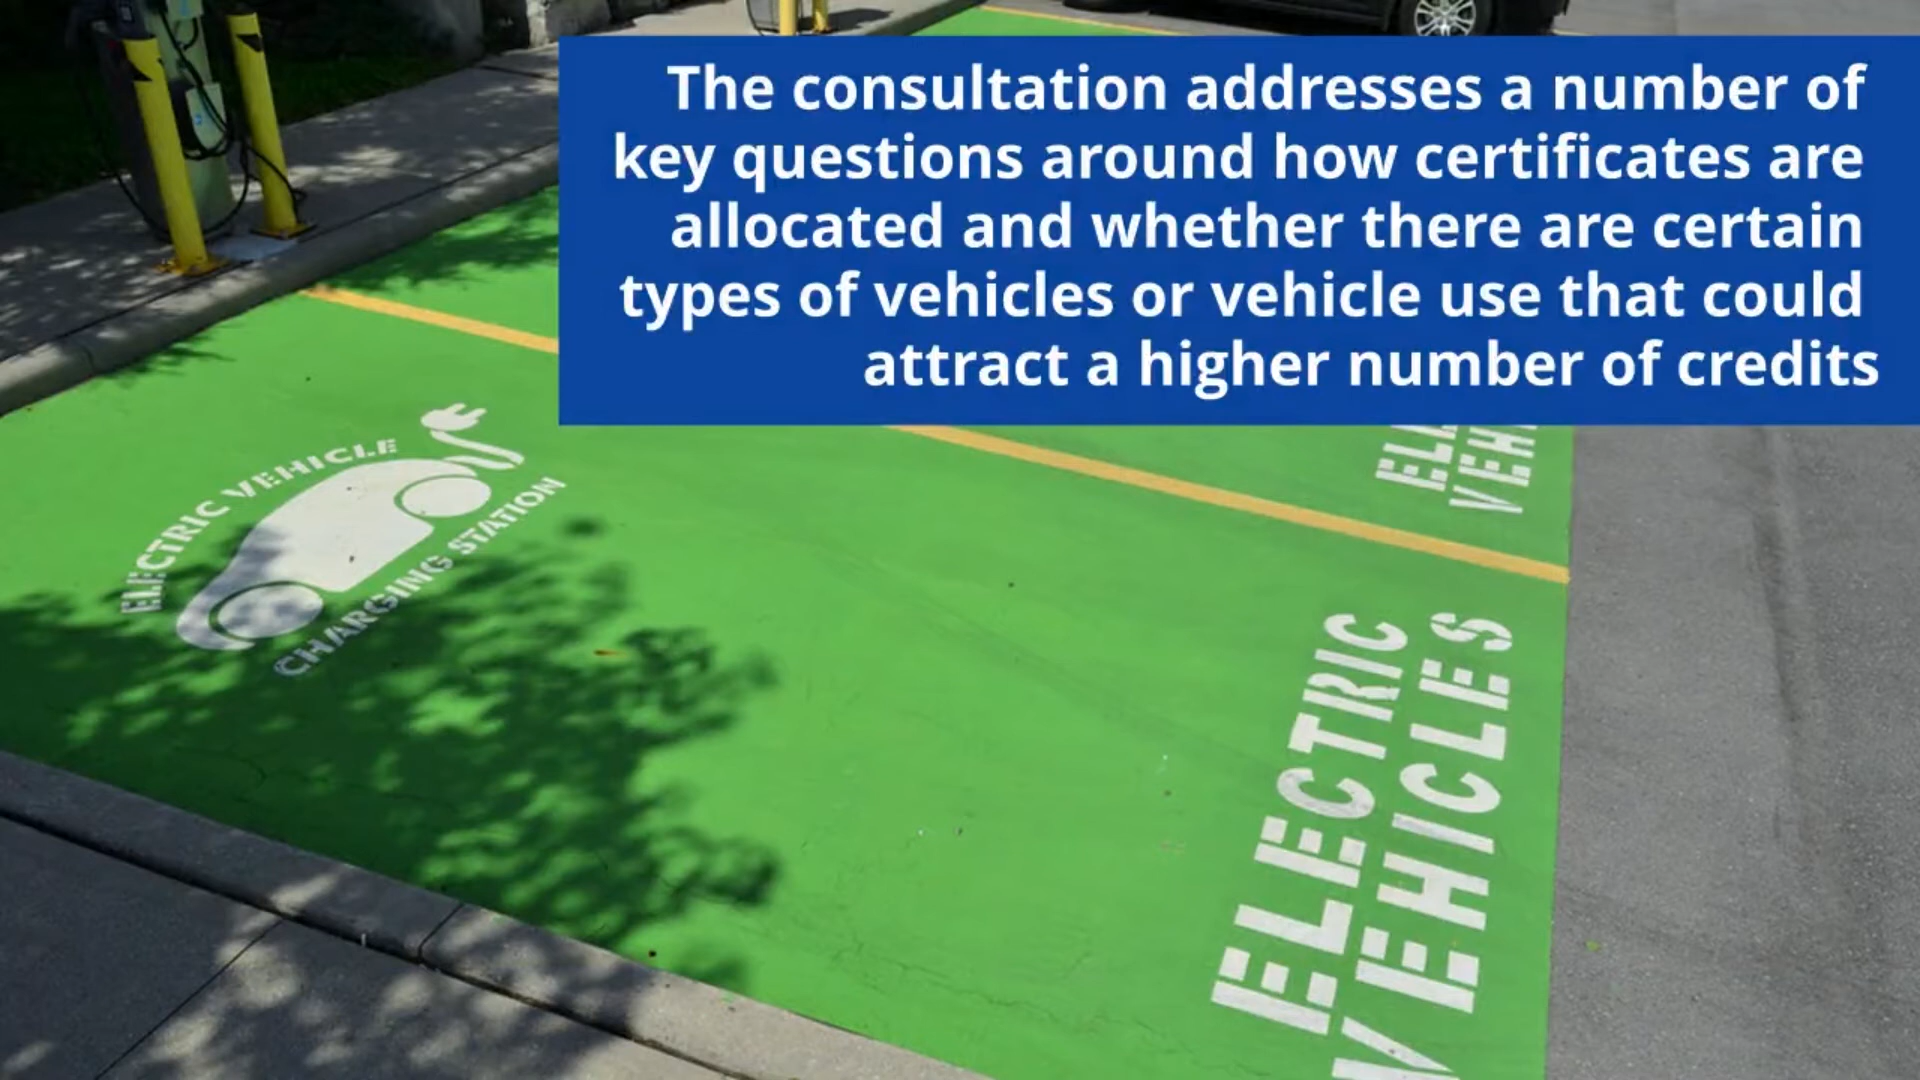 The consultation addresses a number of
key questions around how certificates are
allocated and whether there are certain
types of vehicles or vehicle use that could
attract a higher number of credits
ELECTRIC VEHICLE
CHARGING STATION
ELECTRIC
VEHICLES